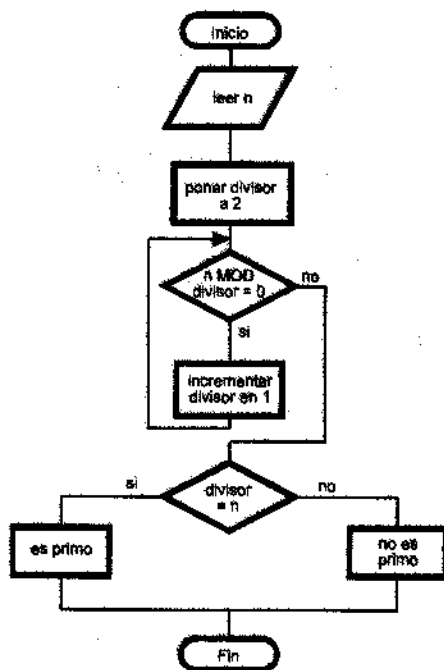 Inicio
leer n
poner divisor
a 2
n MOD
divisor = 0
no
si
incrementar
divisor en 1
si
divisor
= n
no
es primo
no es
primo
Fin